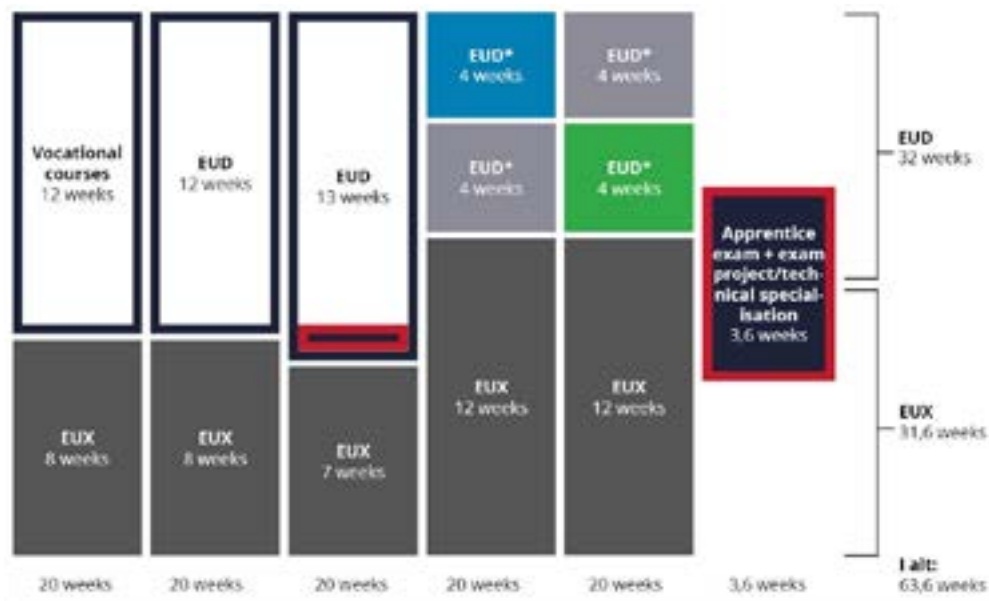 Vocational
courses
12 weeks
EUX
8 weeks
20 weeks
EUD
12 weeks
EUX
8 weeks
20 weeks
EUD
13 weeks
EUX
7 weeks
20 weeks
EUD*
4 weeks
EUD*
4 weeks
EUX
12 weeks
20 weeks
EUD*
4 weeks
EUD*
4 weeks
EUX
12 weeks
20 weeks
Apprentice
exam + exam
project/tech-
nical special-
isation
3,6 weeks
3,6 weeks
EUD
32 weeks
EUX
31,6 weeks
I alt:
63,6 weeks